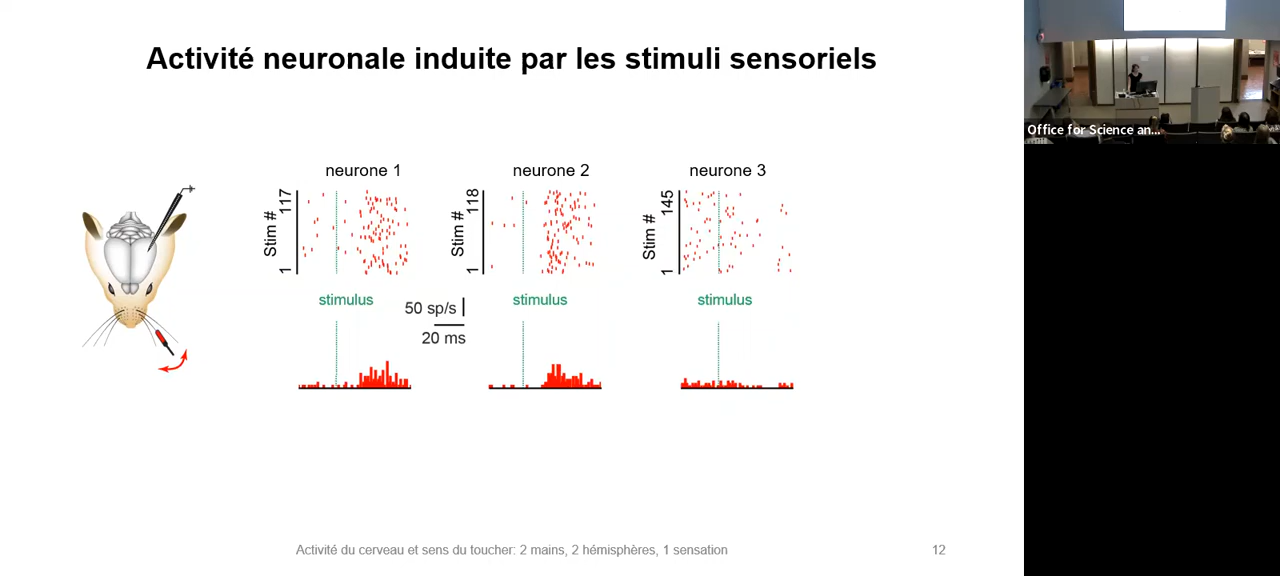 Activité neuronale induite par les stimuli sensoriels
Office for Science an...
neurone 1
neurone 2
neurone 3
Stim #
1
117
Stim #
1
118
Stim #
1
145
stimulus
50 sp/s
20 ms
stimulus
stimulus
Activité du cerveau et sens du toucher: 2 mains, 2 hémisphères, 1 sensation
12